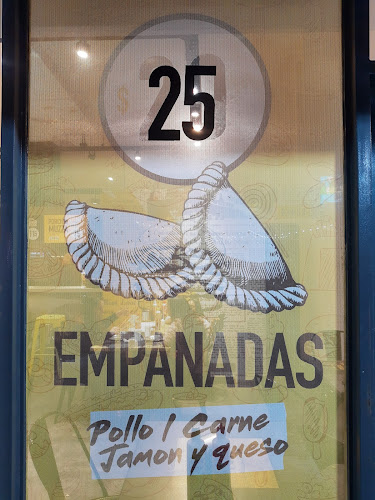 25
EMPANADAS
Pollo / Carne
Jamon y queso